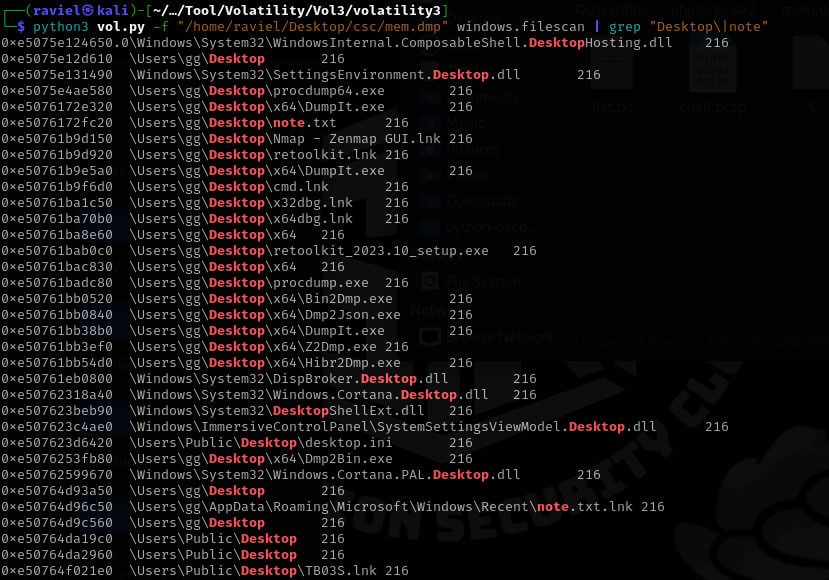 ┌──(raviel㉿kali)-[~/…/Tool/Volatility/Vol3/volatility3]
└─$ python3 vol.py -f "/home/raviel/Desktop/csc/mem.dmp" windows.filescan | grep "Desktop\|note"
0×e5075e124650.0\Windows\System32\WindowsInternal.ComposableShell.DesktopHosting.dll 216
0×e5075e12d610 \Users\gg\Desktop 216
0×e5075e131490 \Windows\System32\SettingsEnvironment.Desktop.dll 216
0×e5075e4ae580 \Users\gg\Desktop\procdump64.exe 216
0×e5076172e320 \Users\gg\Desktop\x64\DumpIt.exe 216
0×e5076172fc20 \Users\gg\Desktop\note.txt 216
0×e50761b9d150 \Users\gg\Desktop\Nmap - Zenmap GUI.lnk 216
0×e50761b9d920 \Users\gg\Desktop\retoolkit.lnk 216
0×e50761b9e5a0 \Users\gg\Desktop\x64\DumpIt.exe 216
0×e50761b9f6d0 \Users\gg\Desktop\cmd.lnk 216
0×e50761ba1c50 \Users\gg\Desktop\x32dbg.lnk 216
0×e50761ba70b0 \Users\gg\Desktop\x64dbg.lnk 216
0×e50761ba8e60 \Users\gg\Desktop\x64 216
0×e50761bab0c0 \Users\gg\Desktop\retoolkit_2023.10_setup.exe 216
0×e50761bac830 \Users\gg\Desktop\x64 216
0×e50761badc80 \Users\gg\Desktop\procdump.exe 216
0×e50761bb0520 \Users\gg\Desktop\x64\Bin2Dmp.exe 216
0×e50761bb0840 \Users\gg\Desktop\x64\Dmp2Json.exe 216
0×e50761bb38b0 \Users\gg\Desktop\x64\DumpIt.exe 216
0×e50761bb3ef0 \Users\gg\Desktop\x64\Z2Dmp.exe 216
0×e50761bb54d0 \Users\gg\Desktop\x64\Hibr2Dmp.exe 216
0×e50761eb0800 \Windows\System32\DispBroker.Desktop.dll 216
0×e50762318a40 \Windows\System32\Windows.Cortana.Desktop.dll 216
0×e507623beb90 \Windows\System32\DesktopShellExt.dll 216
0×e507623c4ae0 \Windows\ImmersiveControlPanel\SystemSettingsViewModel.Desktop.dll 216
0×e507623d6420 \Users\Public\Desktop\desktop.ini 216
0×e5076253fb80 \Users\gg\Desktop\x64\Dmp2Bin.exe 216
0×e50762599670 \Windows\System32\Windows.Cortana.PAL.Desktop.dll 216
0×e50764d93a50 \Users\gg\Desktop 216
0×e50764d96c50 \Users\gg\AppData\Roaming\Microsoft\Windows\Recent\note.txt.lnk 216
0×e50764d9c560 \Users\gg\Desktop 216
0×e50764da19c0 \Users\Public\Desktop 216
0×e50764da2960 \Users\Public\Desktop 216
0×e50764f021e0 \Users\Public\Desktop\TB03S.lnk 216